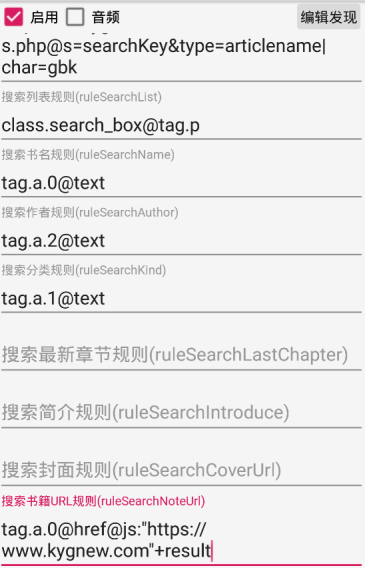 启用 音频 编辑发现
s.php@s=searchKey&type=articlename|
char=gbk
搜索列表规则(ruleSearchList)
class.search_box@tag.p
搜索书名规则(ruleSearchName)
tag.a.0@text
搜索作者规则(ruleSearchAuthor)
tag.a.2@text
搜索分类规则(ruleSearchKind)
tag.a.1@text
搜索最新章节规则(ruleSearchLastChapter)
搜索简介规则(ruleSearchIntroduce)
搜索封面规则(ruleSearchCoverUrl)
搜索书籍URL规则(ruleSearchNoteUrl)
tag.a.0@href@js:"https://
www.kygnew.com"+result